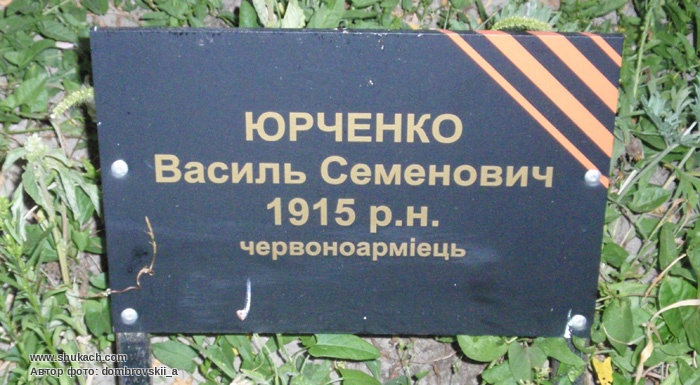 ЮРЧЕНКО
Василь Семенович
1915 р.н.
червоноармієць
www.shukach.com
Автор фото: dombrovskii_a